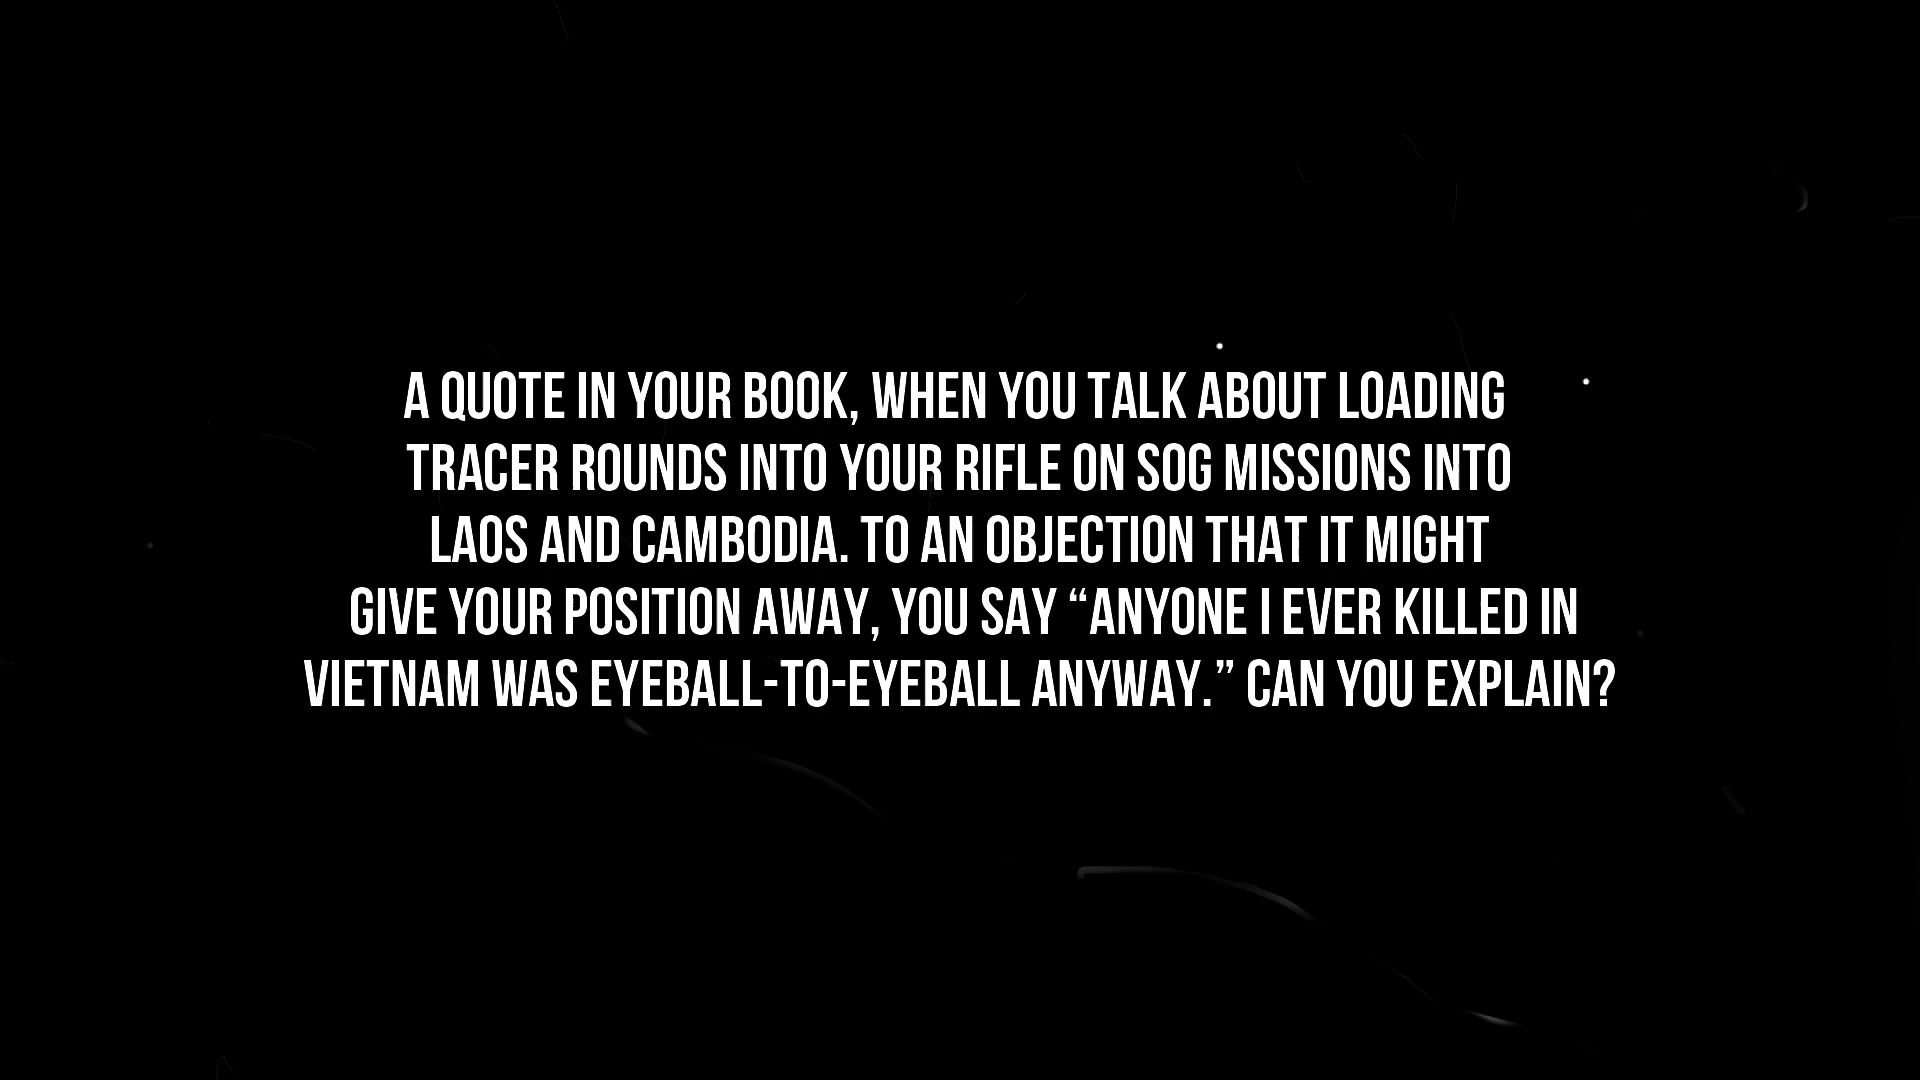 A QUOTE IN YOUR BOOK, WHEN YOU TALK ABOUT LOADING
TRACER ROUNDS INTO YOUR RIFLE ON SOG MISSIONS INTO
LAOS AND CAMBODIA. TO AN OBJECTION THAT IT MIGHT
GIVE YOUR POSITION AWAY, YOU SAY “ANYONE I EVER KILLED IN
VIETNAM WAS EYEBALL-TO-EYEBALL ANYWAY.” CAN YOU EXPLAIN?